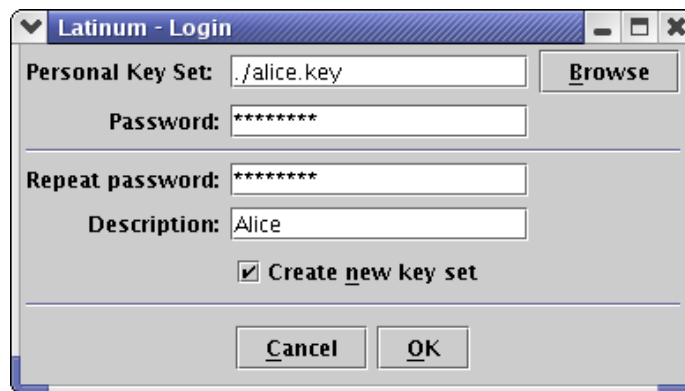 Latinum - Login
Personal Key Set: ./alice.key Browse
Password: ********
Repeat password: ********
Description: Alice
Create new key set
Cancel OK